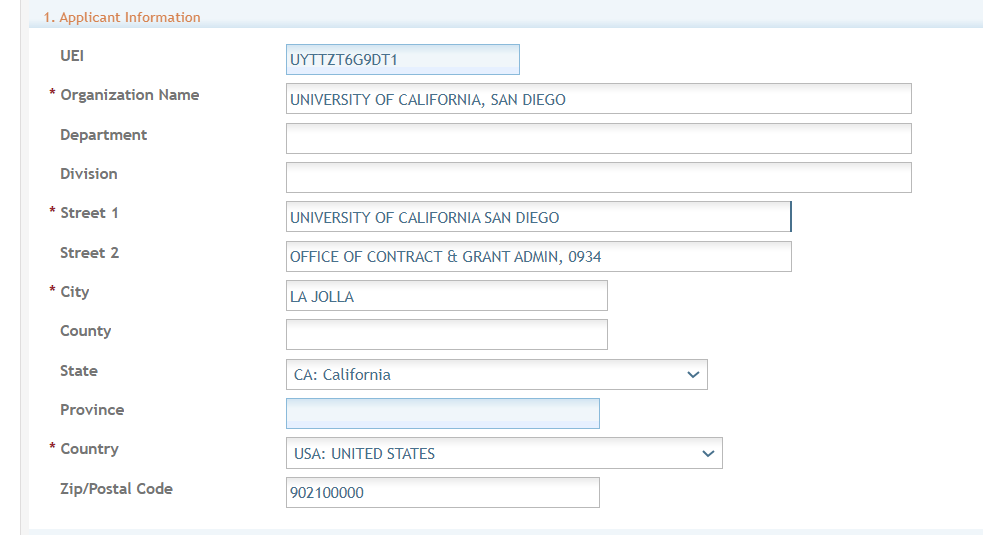 1. Applicant Information
UEI UYTTZT6G9DT1
* Organization Name UNIVERSITY OF CALIFORNIA, SAN DIEGO
Department
Division
* Street 1 UNIVERSITY OF CALIFORNIA SAN DIEGO
Street 2 OFFICE OF CONTRACT & GRANT ADMIN, 0934
* City LA JOLLA
County
State CA: California
Province
* Country USA: UNITED STATES
Zip/Postal Code 902100000